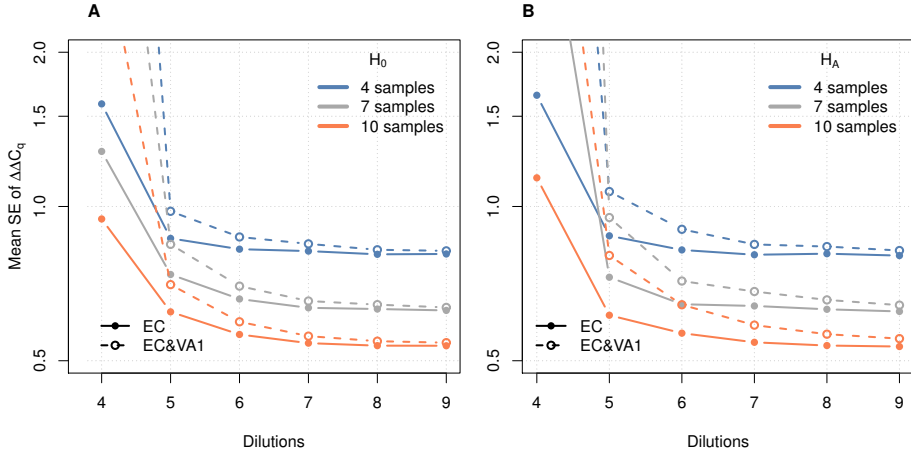 A
B
H₀
4 samples
7 samples
10 samples
H_A
4 samples
7 samples
10 samples
Mean SE of ΔΔC_q
2.0
1.5
1.0
0.5
2.0
1.5
1.0
0.5
EC
EC&VA1
EC
EC&VA1
4 5 6 7 8 9
4 5 6 7 8 9
Dilutions
Dilutions